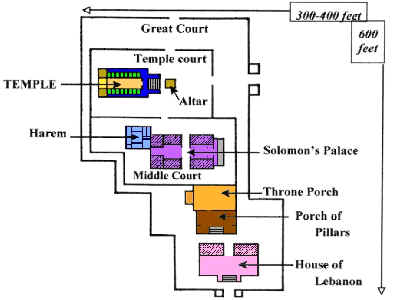 300-400 feet
Great Court
600
feet
Temple court
TEMPLE
Altar
Harem
Solomon's Palace
Middle Court
Throne Porch
Porch of
Pillars
House of
Lebanon